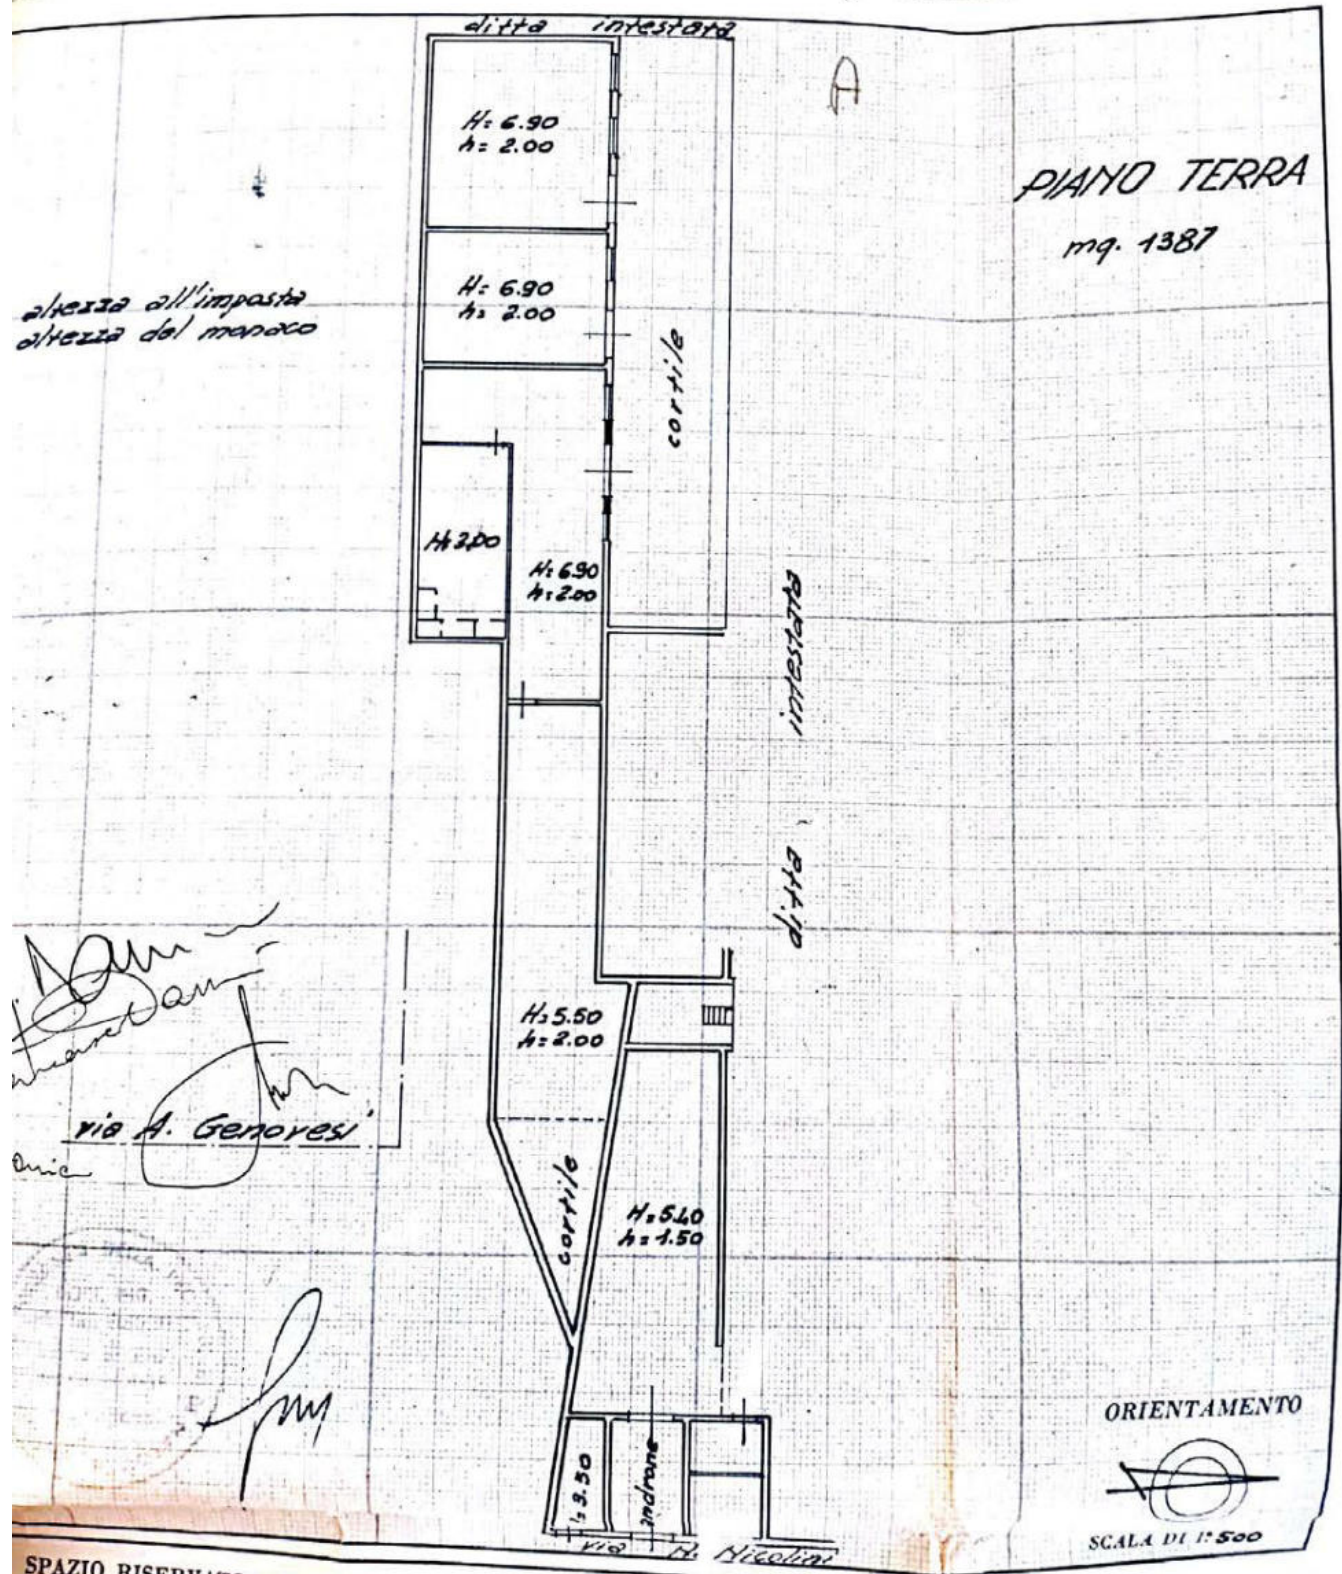 ditta intestata
A
H= 6.90
h= 2.00
PIANO TERRA
mq. 1387
H= 6.90
h= 2.00
altezza all'imposta
altezza del monaco
cortile
H= 2.00
H= 6.90
h= 2.00
ditta intestata
H= 5.50
h= 2.00
via A. Genovesi
cortile
H= 5.40
h= 1.50
ORIENTAMENTO
3.50
androne
SCALA DI 1: 500
via N. Nicolini